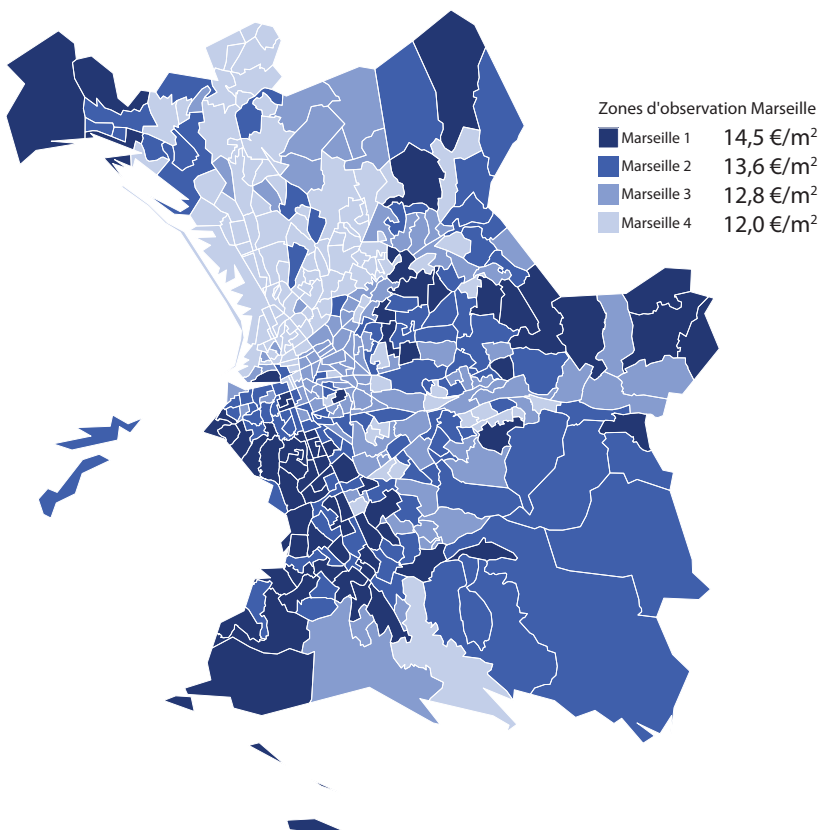 Zones d'observation Marseille
Marseille 1 14,5 €/m²
Marseille 2 13,6 €/m²
Marseille 3 12,8 €/m²
Marseille 4 12,0 €/m²